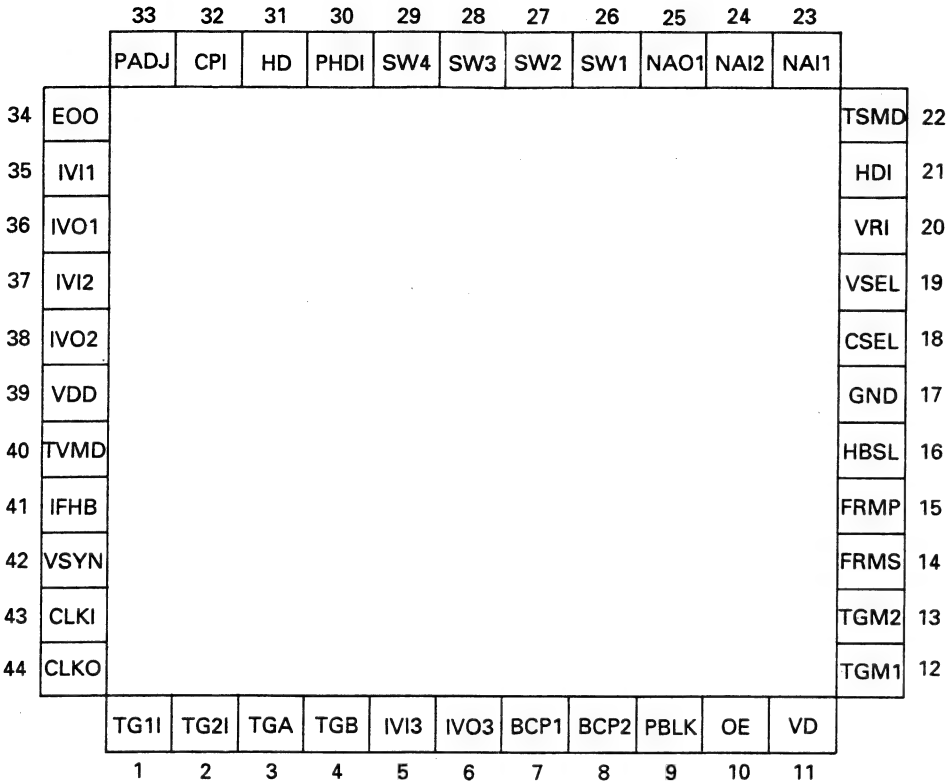 33 32 31 30 29 28 27 26 25 24 23
PADJ CPI HD PHDI SW4 SW3 SW2 SW1 NAO1 NAI2 NAI1
34 EOO TSMD 22
35 IVI1 HDI 21
36 IVO1 VRI 20
37 IVI2 VSEL 19
38 IVO2 CSEL 18
39 VDD GND 17
40 TVMD HBSL 16
41 IFHB FRMP 15
42 VSYN FRMS 14
43 CLKI TGM2 13
44 CLKO TGM1 12
TG1I TG2I TGA TGB IVI3 IVO3 BCP1 BCP2 PBLK OE VD
1 2 3 4 5 6 7 8 9 10 11